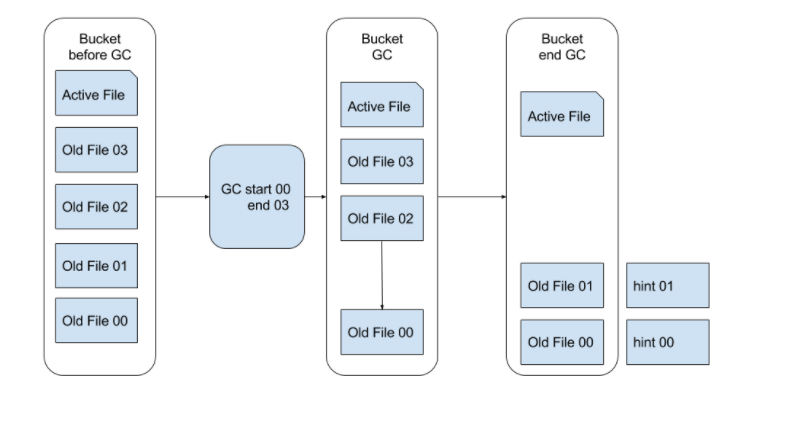 Bucket
before GC
Active File
Old File 03
Old File 02
Old File 01
Old File 00
GC start 00
end 03
Bucket
GC
Active File
Old File 03
Old File 02
Old File 00
Bucket
end GC
Active File
Old File 01
hint 01
Old File 00
hint 00